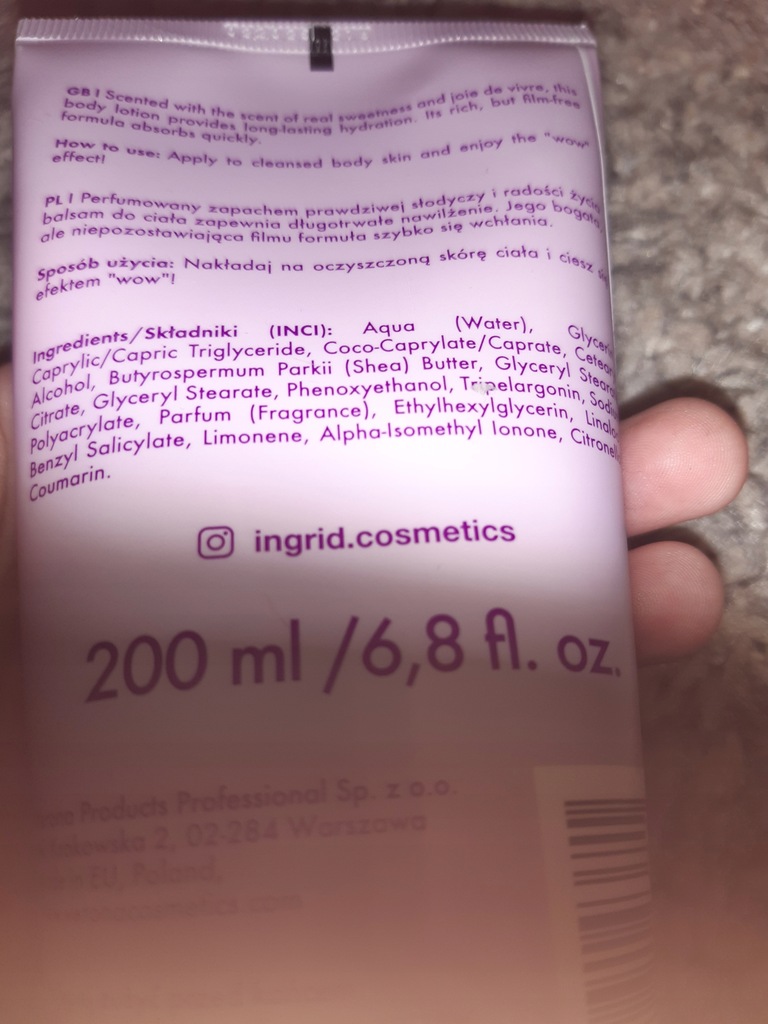 GB | Scented with the scent of real sweetness and joie de vivre, this
body lotion provides long-lasting hydration. Its rich, but film-free
formula absorbs quickly.
How to use: Apply to cleansed body skin and enjoy the "wow"
effect!
PL | Perfumowany zapachem prawdziwej słodyczy i radości życia
balsam do ciała zapewnia długotrwałe nawilżenie. Jego bogata,
ale niepozostawiająca filmu formuła szybko się wchłania.
Sposób użycia: Nakładaj na oczyszczoną skórę ciała i ciesz się
efektem "wow"!
Ingredients/Składniki (INCI): Aqua (Water),
Caprylic/Capric Triglyceride, Coco-Caprylate/Caprate,
Alcohol, Butyrospermum Parkii (Shea) Butter, Glyceryl
Citrate, Glyceryl Stearate, Phenoxyethanol, Tripelargonin,
Polyacrylate, Parfum (Fragrance), Ethylhexylglycerin,
Benzyl Salicylate, Limonene, Alpha-Isomethyl Ionone,
Coumarin.
ingrid.cosmetics
200 ml /6,8 fl. oz.
Products Professional Sp. z o.o.
2, 02-284 Warszawa
EU, Poland,